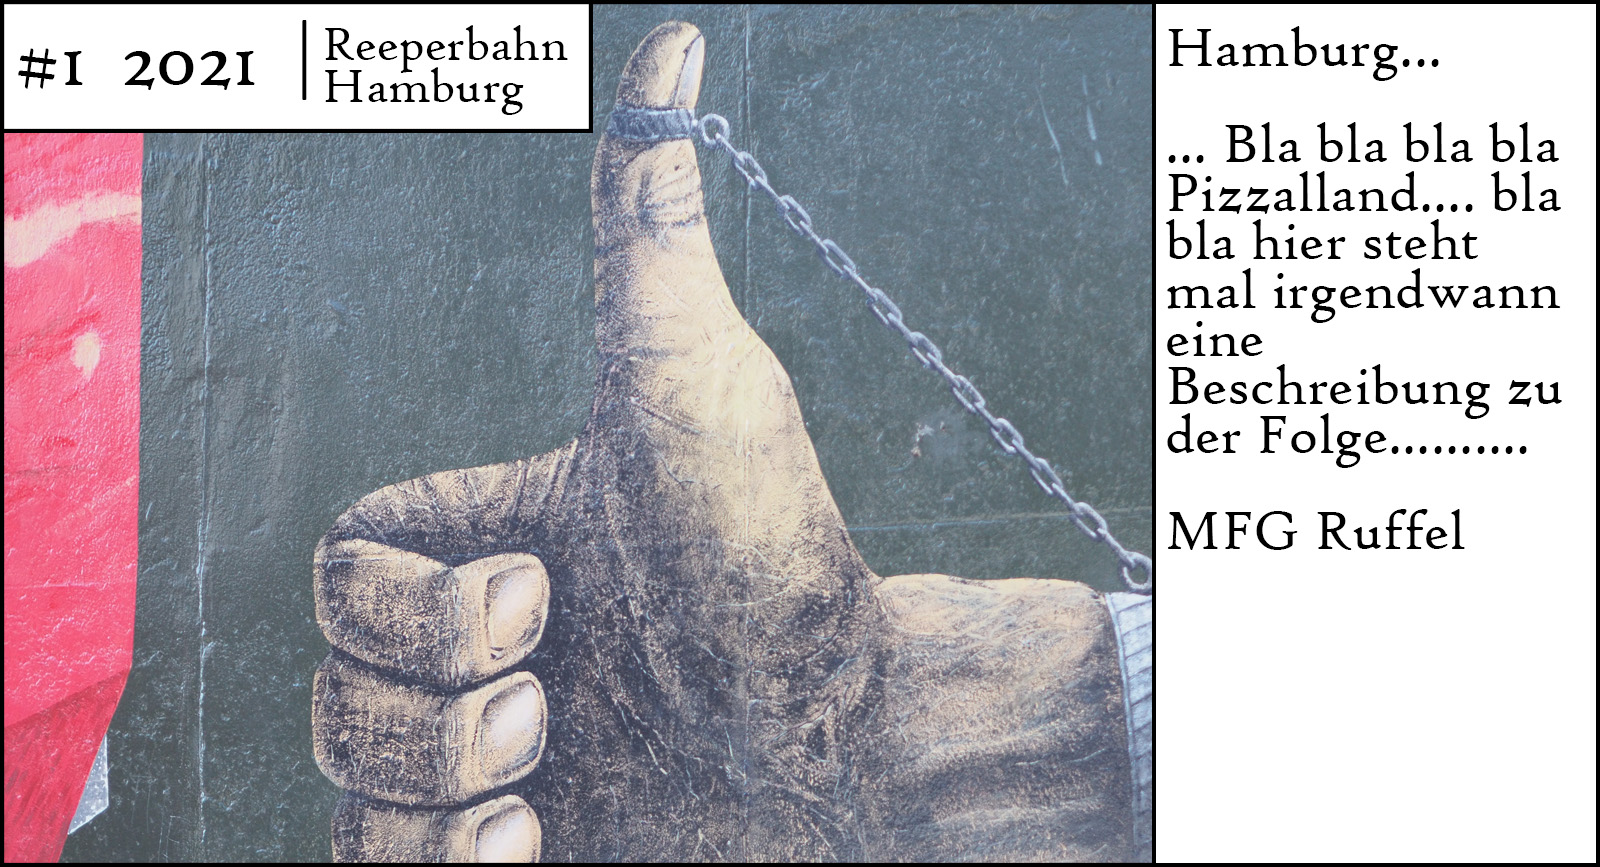 #1 2021
Reeperbahn
Hamburg
Hamburg...
... Bla bla bla bla
Pizzalland.... bla
bla hier steht
mal irgendwann
eine
Beschreibung zu
der Folge..........
MFG Ruffel